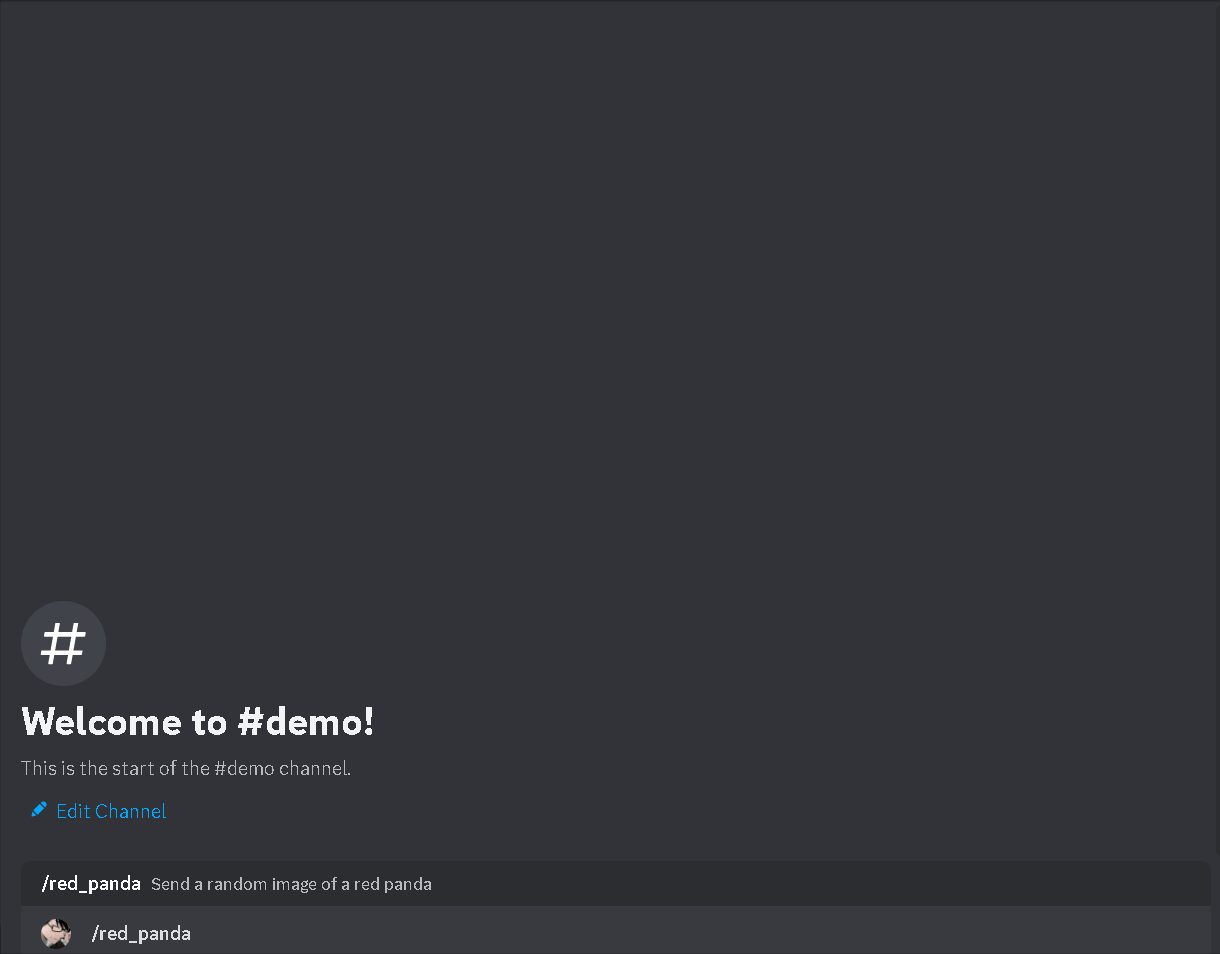 #
Welcome to #demo!
This is the start of the #demo channel.
Edit Channel
/red_panda Send a random image of a red panda
/red_panda